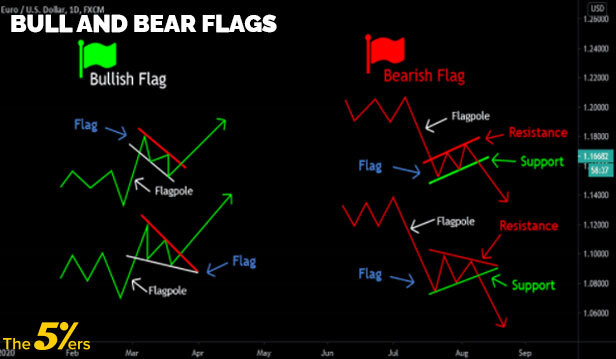 Euro / U.S. Dollar, 1D, FXCM
USD
BULL AND BEAR FLAGS
Bullish Flag
Bearish Flag
Flag
Flagpole
Flagpole
Resistance
Flag
Support
Flagpole
Resistance
Flag
Flag
Flagpole
Support
1.26000
1.24000
1.22000
1.20000
1.18000
1.16682
58:37
1.14000
1.12000
1.10000
1.08000
1.06000
The 5%ers
2020
Feb
Mar
Apr
May
Jun
Jul
Aug
Sep